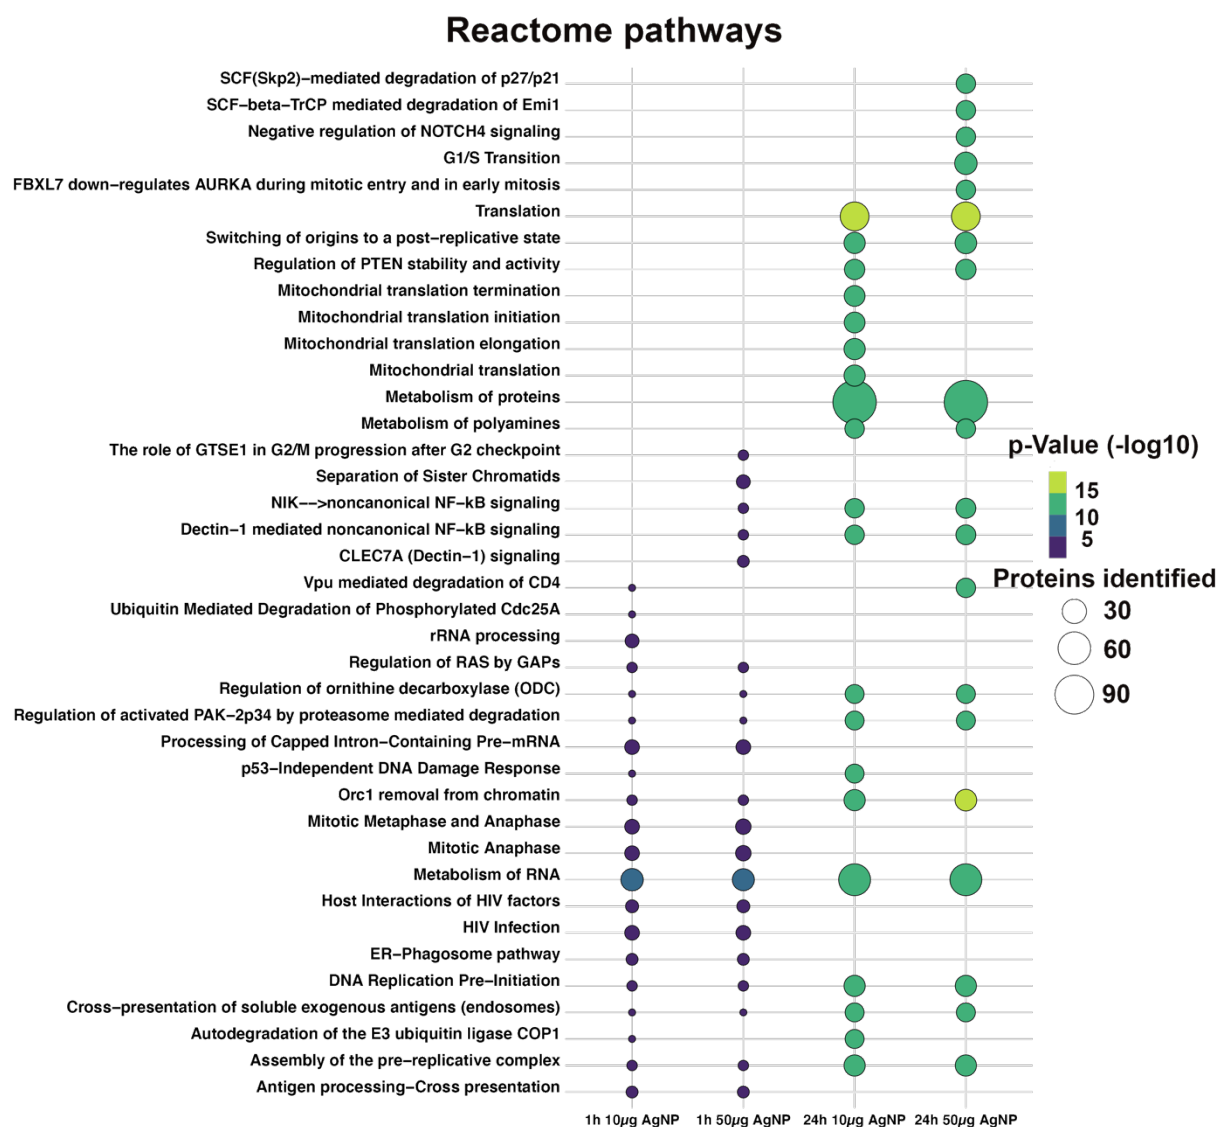 Reactome pathways
SCF(Skp2)−mediated degradation of p27/p21
SCF−beta−TrCP mediated degradation of Emi1
Negative regulation of NOTCH4 signaling
G1/S Transition
FBXL7 down−regulates AURKA during mitotic entry and in early mitosis
Translation
Switching of origins to a post−replicative state
Regulation of PTEN stability and activity
Mitochondrial translation termination
Mitochondrial translation initiation
Mitochondrial translation elongation
Mitochondrial translation
Metabolism of proteins
Metabolism of polyamines
The role of GTSE1 in G2/M progression after G2 checkpoint
Separation of Sister Chromatids
NIK−−>noncanonical NF−kB signaling
Dectin−1 mediated noncanonical NF−kB signaling
CLEC7A (Dectin−1) signaling
Vpu mediated degradation of CD4
Ubiquitin Mediated Degradation of Phosphorylated Cdc25A
rRNA processing
Regulation of RAS by GAPs
Regulation of ornithine decarboxylase (ODC)
Regulation of activated PAK−2p34 by proteasome mediated degradation
Processing of Capped Intron−Containing Pre−mRNA
p53−Independent DNA Damage Response
Orc1 removal from chromatin
Mitotic Metaphase and Anaphase
Mitotic Anaphase
Metabolism of RNA
Host Interactions of HIV factors
HIV Infection
ER−Phagosome pathway
DNA Replication Pre−Initiation
Cross−presentation of soluble exogenous antigens (endosomes)
Autodegradation of the E3 ubiquitin ligase COP1
Assembly of the pre−replicative complex
Antigen processing−Cross presentation
1h 10µg AgNP
1h 50µg AgNP
24h 10µg AgNP
24h 50µg AgNP
p-Value (-log10)
15
10
5
Proteins identified
30
60
90